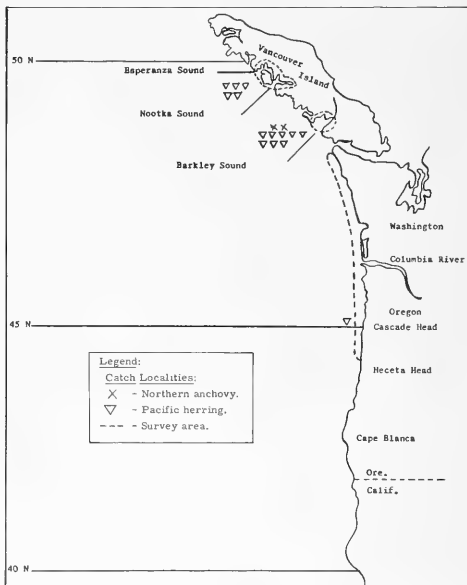 50 N
Vancouver
Island
Esperanza Sound
Nootka Sound
Barkley Sound
Washington
Columbia River
Oregon
45 N
Cascade Head
Heceta Head
Legend:
Catch Localities:
X - Northern anchovy.
▽ - Pacific herring.
--- - Survey area.
Cape Blanca
Ore.
Calif.
40 N